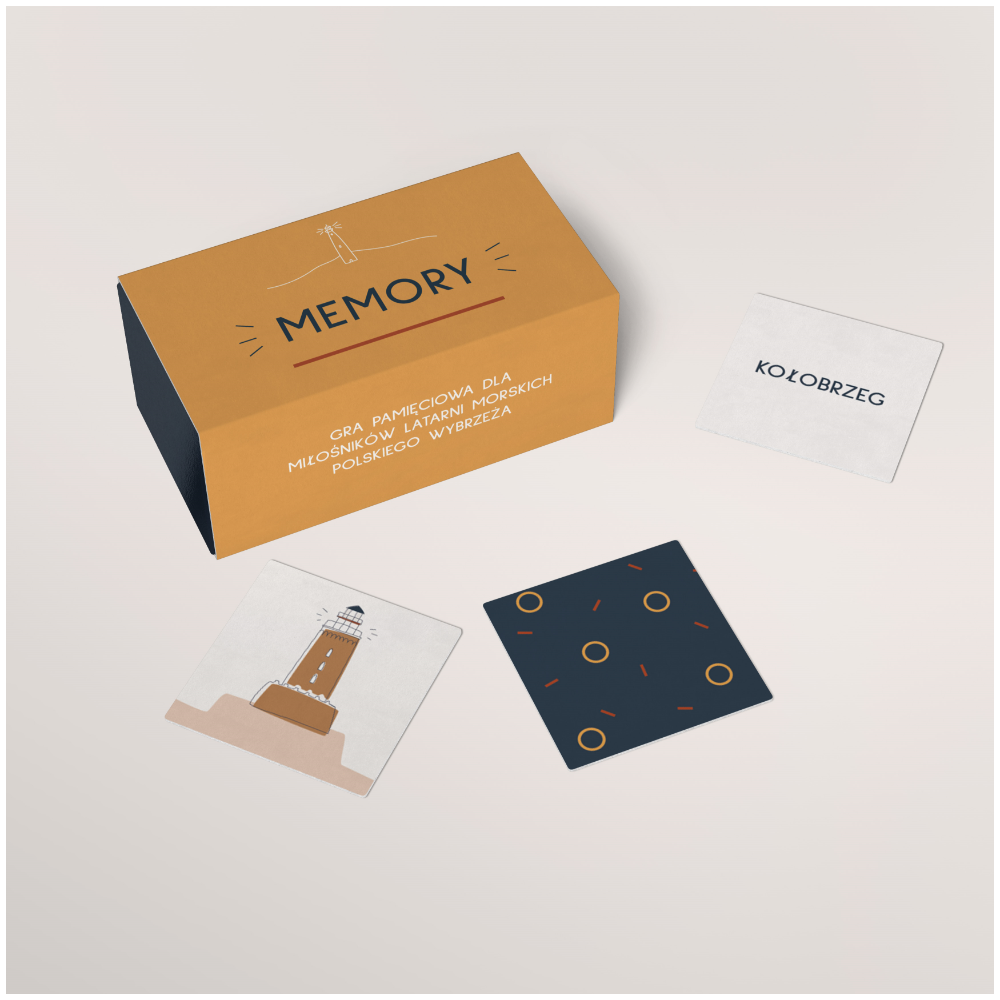 MEMORY
GRA PAMIĘCIOWA DLA
MIŁOŚNIKÓW LATARNI MORSKICH
POLSKIEGO WYBRZEŻA
KOŁOBRZEG